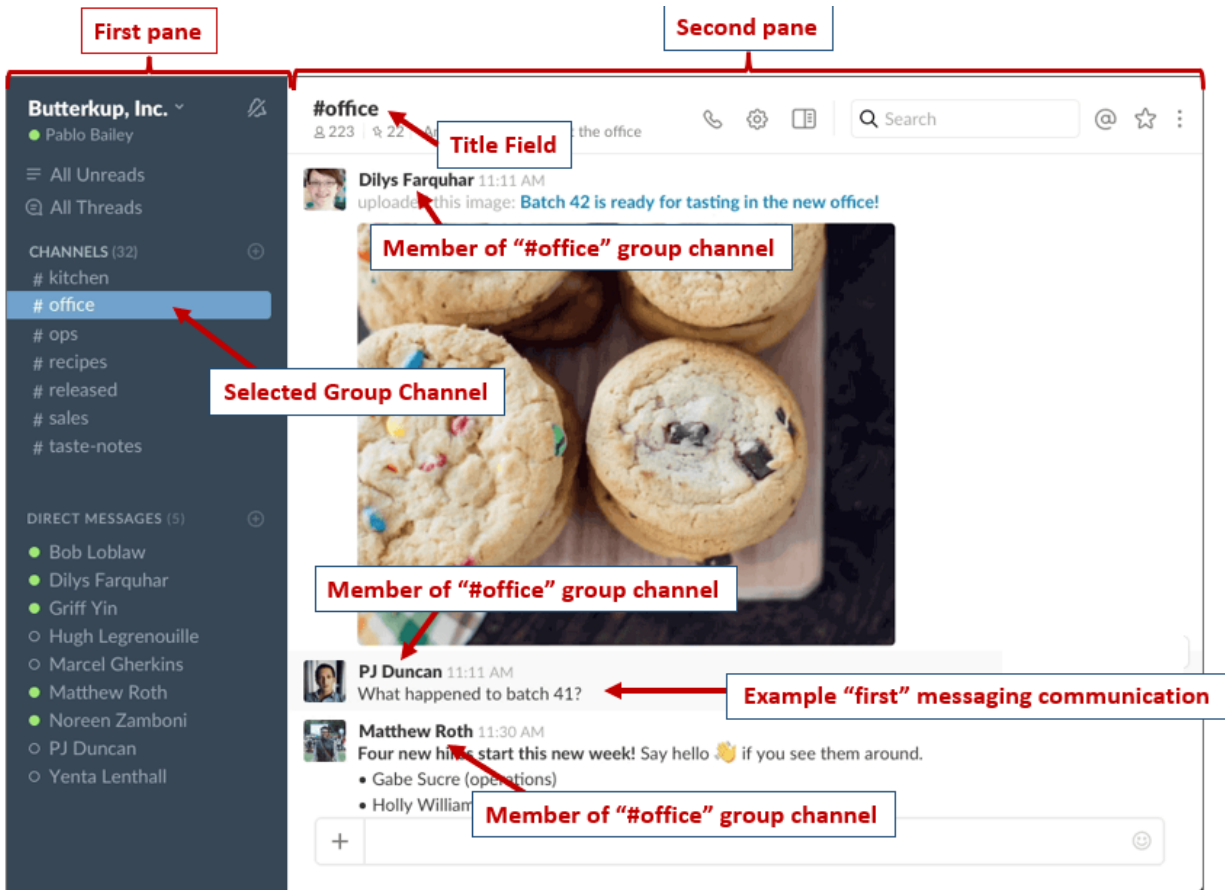 First pane
Second pane
Butterkup, Inc.
Pablo Bailey
All Unreads
All Threads
CHANNELS (32)
# kitchen
# office
# ops
# recipes
# released
# sales
# taste-notes
Selected Group Channel
DIRECT MESSAGES (5)
Bob Loblaw
Dilys Farquhar
Griff Yin
Hugh Legrenouille
Marcel Gherkins
Matthew Roth
Noreen Zamboni
PJ Duncan
Yenta Lenthall
#office
223 | 22 the office
Search
Title Field
Dilys Farquhar 11:11 AM
uploaded this image: Batch 42 is ready for tasting in the new office!
Member of “#office” group channel
Member of “#office” group channel
PJ Duncan 11:11 AM
What happened to batch 41?
Example “first” messaging communication
Matthew Roth 11:30 AM
Four new hires start this new week! Say hello 👋 if you see them around.
• Gabe Sucre (operations)
• Holly William
Member of “#office” group channel